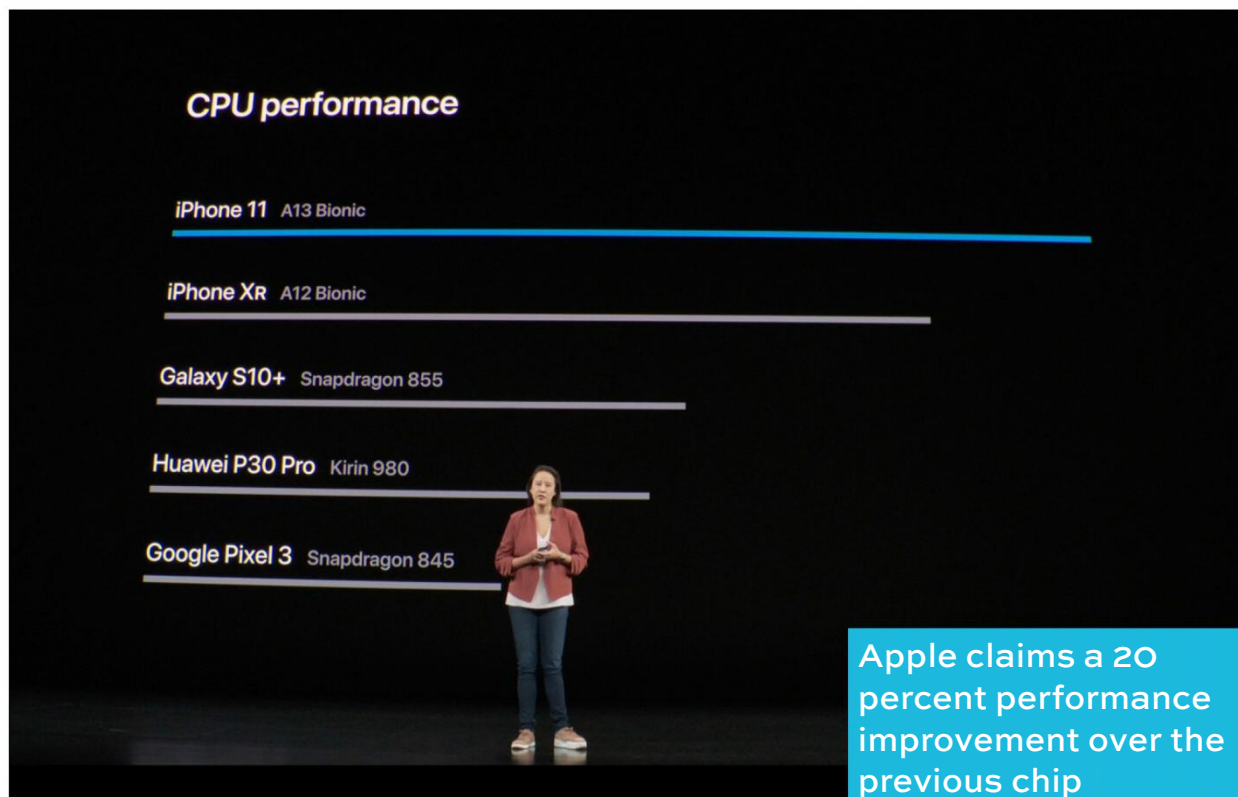 CPU performance
iPhone 11 A13 Bionic
iPhone XR A12 Bionic
Galaxy S10+ Snapdragon 855
Huawei P30 Pro Kirin 980
Google Pixel 3 Snapdragon 845
Apple claims a 20
percent performance
improvement over the
previous chip